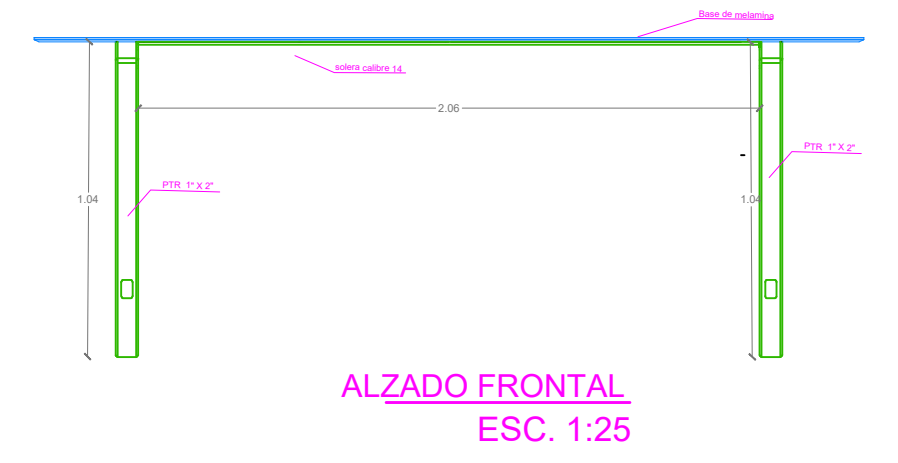 Base de melamina
solera calibre 14
2.06
PTR 1" X 2"
PTR 1" X 2"
1.04
1.04
ALZADO FRONTAL
ESC. 1:25